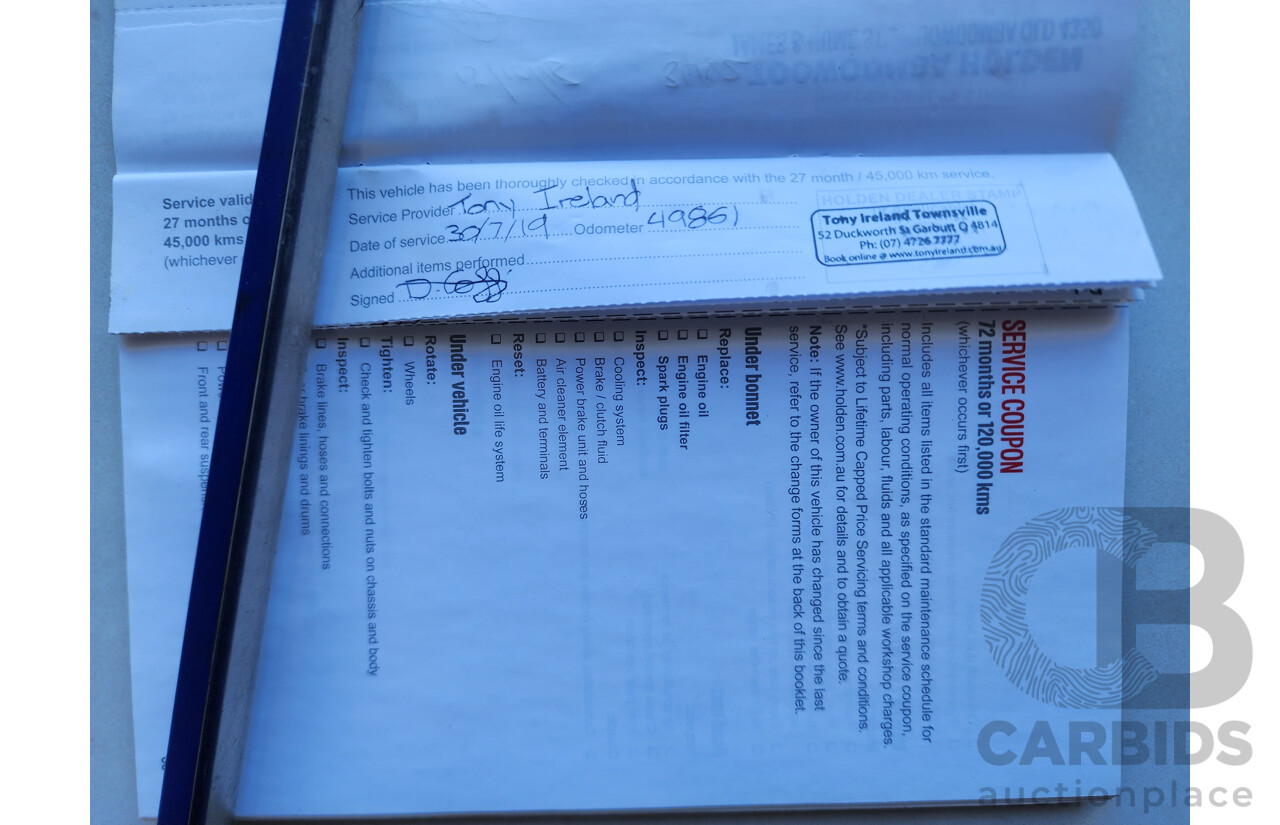 Service valid
27 months o
45,000 kms
(whichever
This vehicle has been thoroughly checked in accordance with the 27 month / 45,000 km service.
Service Provider Tony Ireland
Date of service 30/7/19 Odometer 49861
Additional items performed
Signed
HOLDEN DEALER STAMP
Tony Ireland Townsville
52 Duckworth St Garbutt Q 4814
Ph: (07) 4726 7777
Book online @ www.tonyireland.com.au
TOOWOOMBA HOLDEN
SERVICE COUPON
72 months or 120,000 kms
(whichever occurs first)
Includes all items listed in the standard maintenance schedule for
normal operating conditions, as specified on the service coupon,
including parts, labour, fluids and all applicable workshop charges.
*Subject to Lifetime Capped Price Servicing terms and conditions.
See www.holden.com.au for details and to obtain a quote.
Note: If the owner of this vehicle has changed since the last
service, refer to the change forms at the back of this booklet.
Under bonnet
Replace:
❏ Engine oil
❏ Engine oil filter
❏ Spark plugs
Inspect:
❏ Cooling system
❏ Brake / clutch fluid
❏ Power brake unit and hoses
❏ Air cleaner element
❏ Battery and terminals
Reset:
❏ Engine oil life system
Under vehicle
Rotate:
❏ Wheels
Tighten:
❏ Check and tighten bolts and nuts on chassis and body
Inspect:
❏ Brake lines, hoses and connections
brake linings and drums
❏ Front and rear
CARBIDS
auctionplace